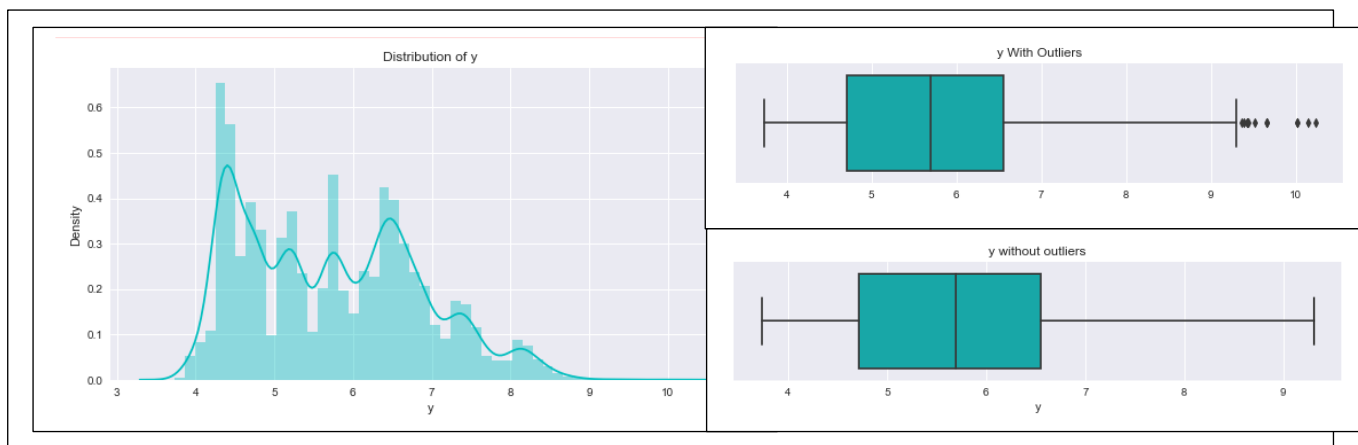 Distribution of y
0.6
0.5
0.4
0.3
0.2
0.1
0.0
Density
3 4 5 6 7 8 9 10
y
y With Outliers
4 5 6 7 8 9 10
y without outliers
4 5 6 7 8 9
y